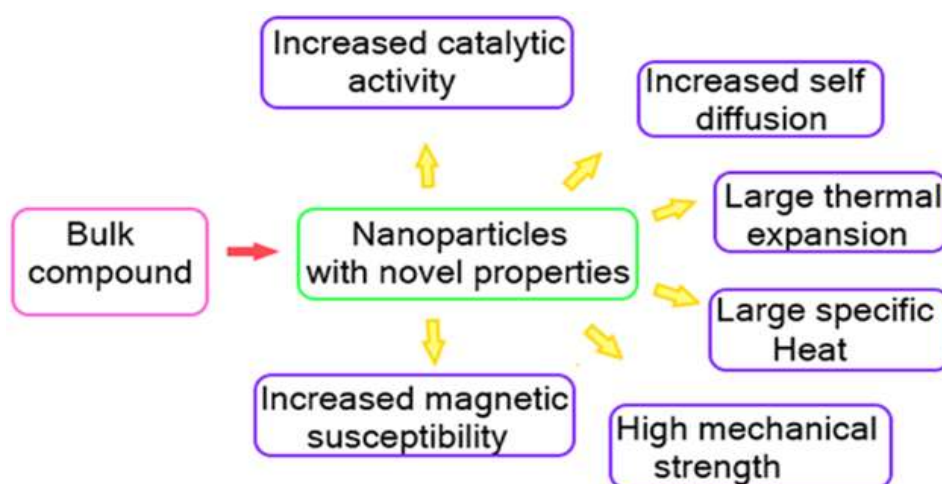 Increased catalytic
activity
Increased self
diffusion
Large thermal
expansion
Bulk
compound
Nanoparticles
with novel properties
Large specific
Heat
Increased magnetic
susceptibility
High mechanical
strength